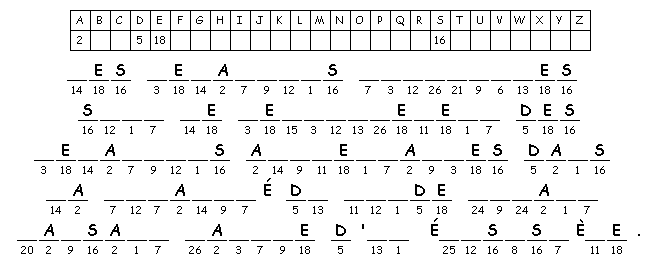 A B C D E F G H I J K L M N O P Q R S T U V W X Y Z
2 5 18 16
_ E S _ E _ A _ _ _ _ S _ _ _ _ _ _ _ _ E S
14 18 16 3 18 14 2 7 9 12 1 16 7 3 12 26 21 9 6 13 18 16
S _ _ _ _ E _ E _ _ _ _ _ E _ E _ _ D E S
16 12 1 7 14 18 18 15 3 12 13 26 18 11 18 1 7 5 18 16
_ E _ A _ _ _ _ S A _ _ _ E _ _ A _ _ E S D A _ S
3 18 14 2 7 9 12 1 16 2 14 9 11 18 1 7 2 9 3 18 16 5 2 1 16
_ A _ _ _ A _ _ _ É D _ _ _ _ D E _ _ _ A _ _
14 2 7 12 7 2 14 9 7 5 13 11 12 1 5 18 24 9 24 2 1 7
_ A _ S A _ _ _ A _ _ _ E D ' _ _ É _ _ S _ S _ È _ E .
20 2 9 16 2 1 7 26 2 3 7 9 18 5 13 1 25 12 16 8 16 7 11 18